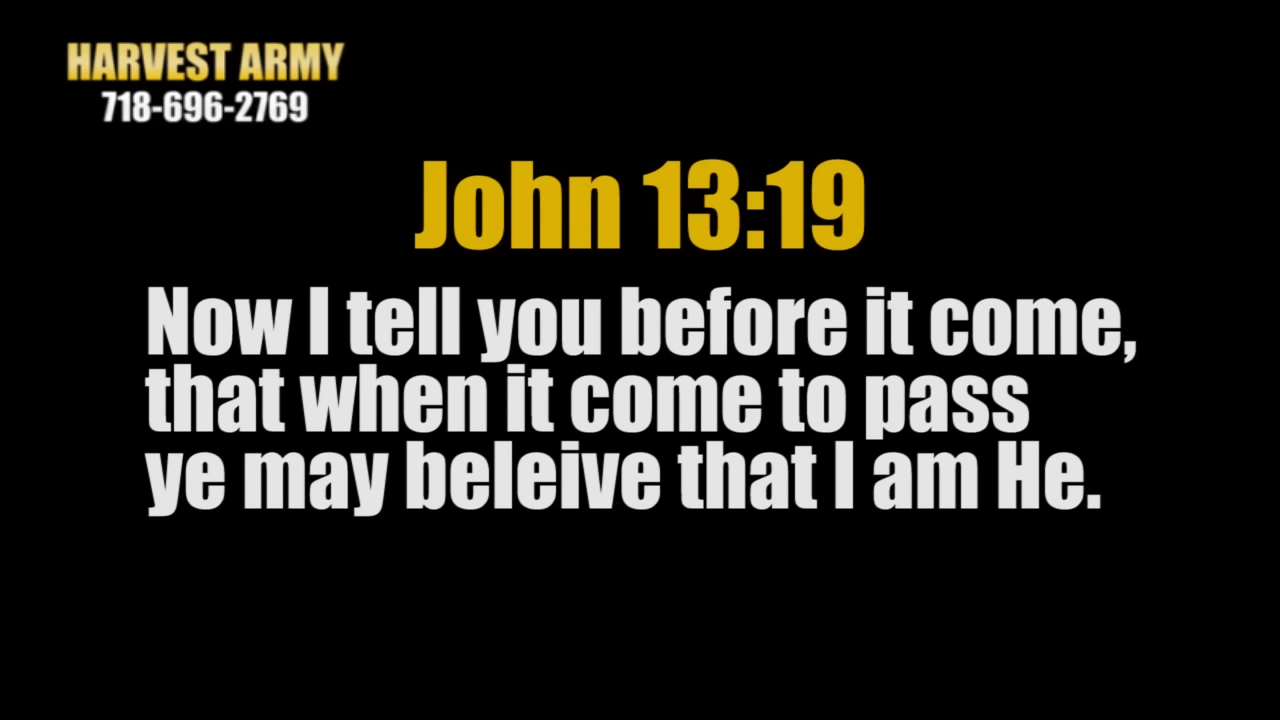 HARVEST ARMY
718-696-2769
John 13:19
Now I tell you before it come,
that when it come to pass
ye may beleive that I am He.